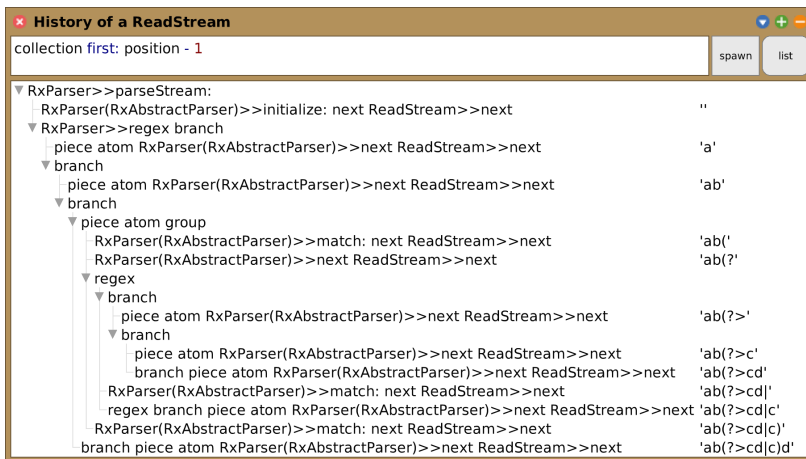 History of a ReadStream
collection first: position - 1
spawn
list
RxParser>>parseStream:
RxParser(RxAbstractParser)>>initialize: next ReadStream>>next ''
RxParser>>regex branch
piece atom RxParser(RxAbstractParser)>>next ReadStream>>next 'a'
branch
piece atom RxParser(RxAbstractParser)>>next ReadStream>>next 'ab'
branch
piece atom group
RxParser(RxAbstractParser)>>match: next ReadStream>>next 'ab('
RxParser(RxAbstractParser)>>next ReadStream>>next 'ab(?'
regex
branch
piece atom RxParser(RxAbstractParser)>>next ReadStream>>next 'ab(?>'
branch
piece atom RxParser(RxAbstractParser)>>next ReadStream>>next 'ab(?>c'
branch piece atom RxParser(RxAbstractParser)>>next ReadStream>>next 'ab(?>cd'
RxParser(RxAbstractParser)>>match: next ReadStream>>next 'ab(?>cd|'
regex branch piece atom RxParser(RxAbstractParser)>>next ReadStream>>next 'ab(?>cd|c'
RxParser(RxAbstractParser)>>match: next ReadStream>>next 'ab(?>cd|c)'
branch piece atom RxParser(RxAbstractParser)>>next ReadStream>>next 'ab(?>cd|c)d'